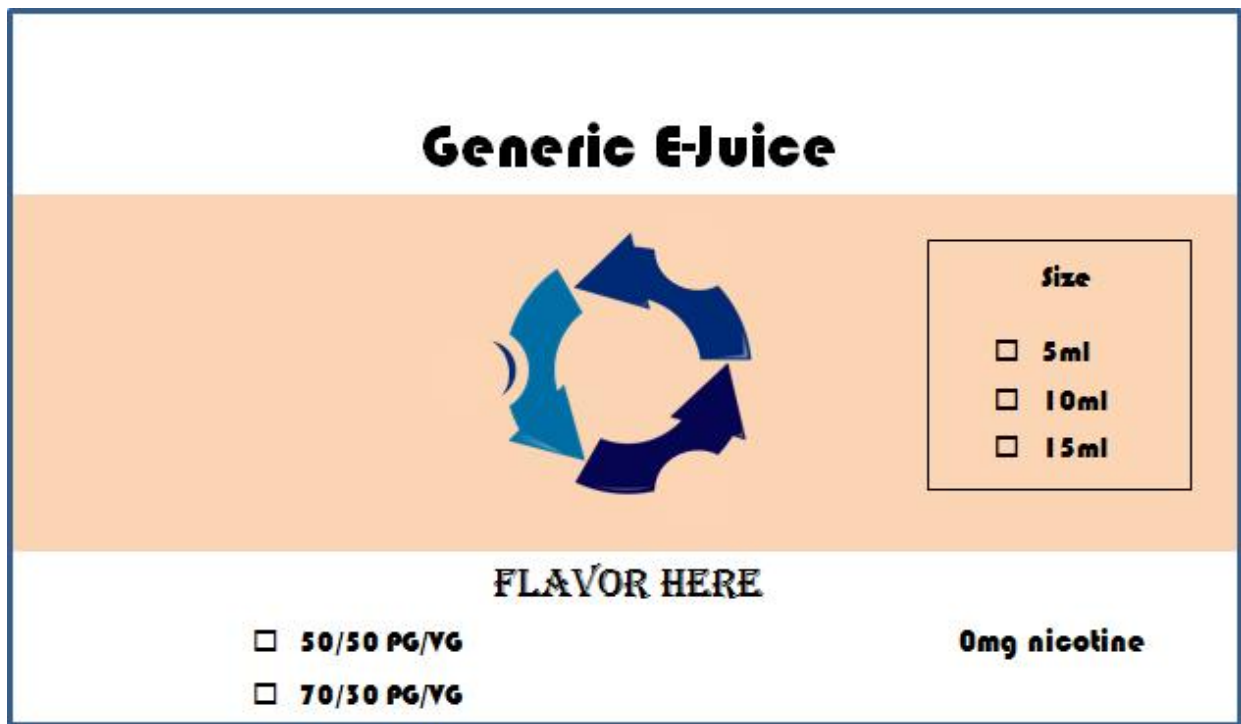 Generic E-Juice
Size
☐ 5ml
☐ 10ml
☐ 15ml
FLAVOR HERE
☐ 50/50 PG/VG
0mg nicotine
☐ 70/30 PG/VG